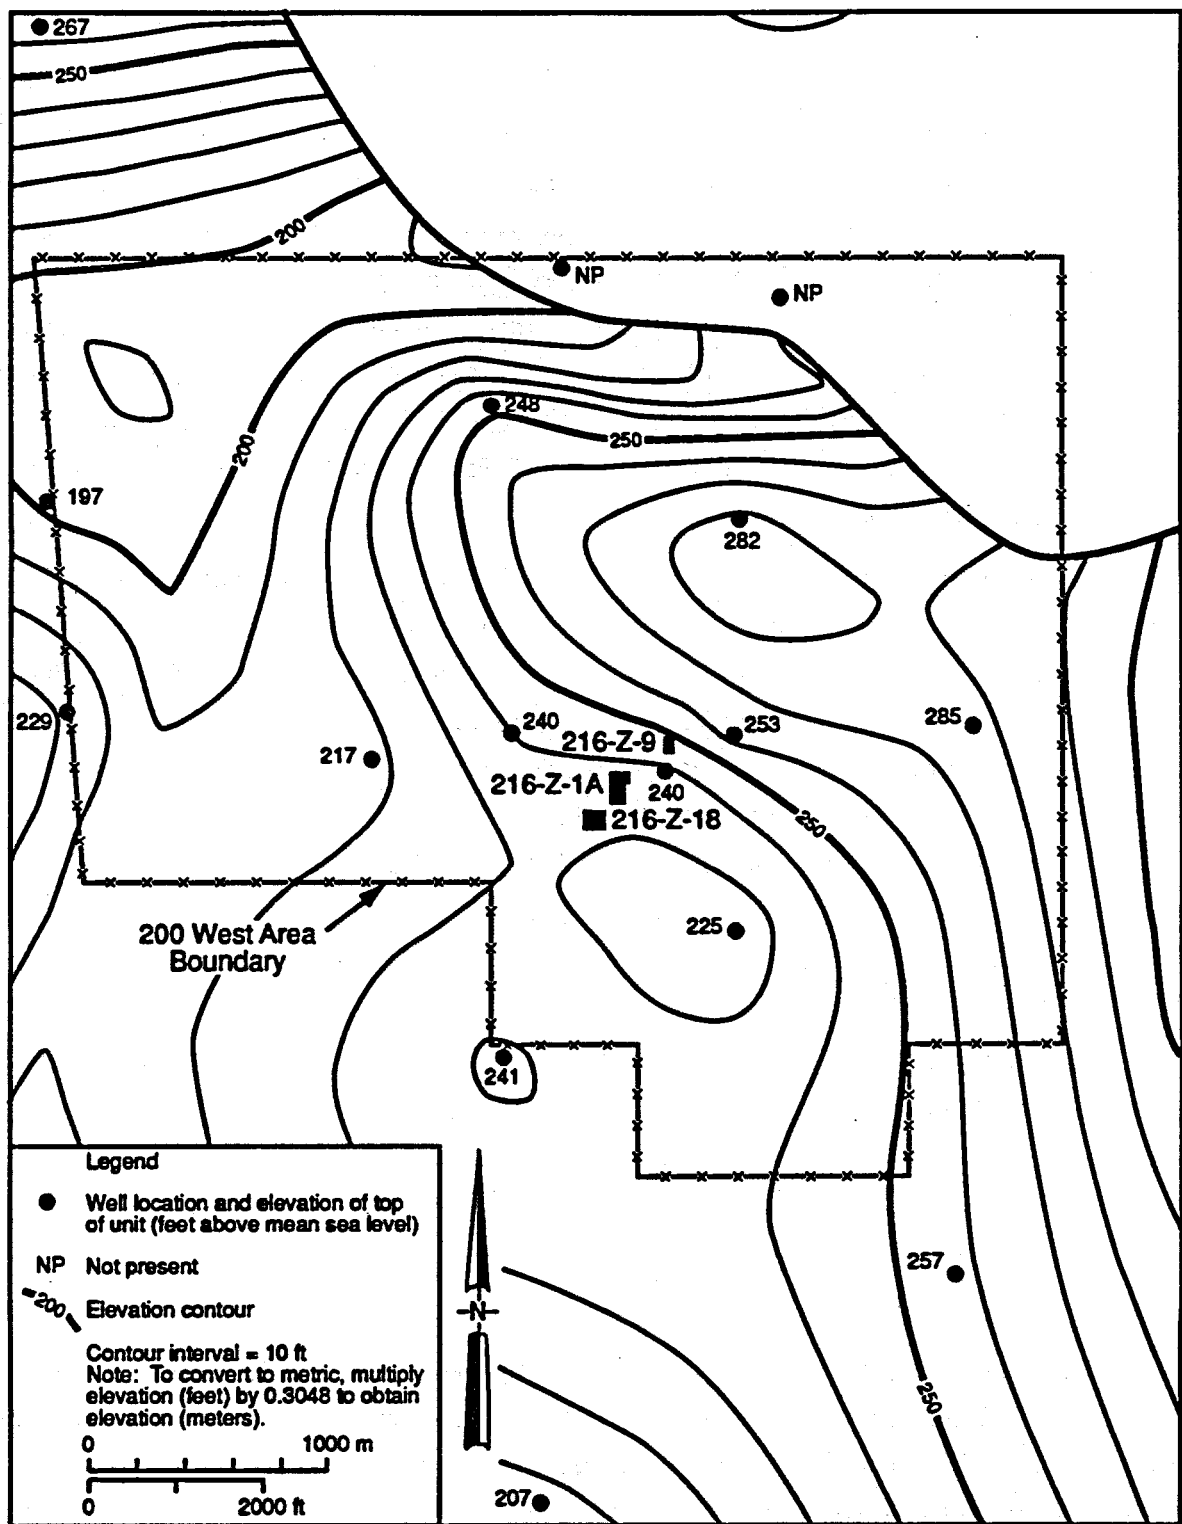 267
250
200
NP
NP
248
250
200
197
282
229
240
253
285
216-Z-9
217
216-Z-1A
240
216-Z-18
250
225
200 West Area
Boundary
241
257
250
207
N
Legend
Well location and elevation of top
of unit (feet above mean sea level)
NP Not present
200 Elevation contour
Contour interval = 10 ft
Note: To convert to metric, multiply
elevation (feet) by 0.3048 to obtain
elevation (meters).
0 1000 m
0 2000 ft